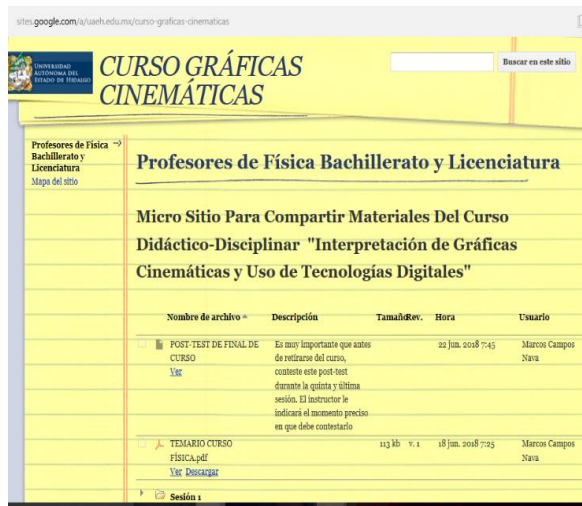 sites.google.com/a/uaeh.edu.mx/curso-graficas-cinematicas
UNIVERSIDAD
AUTÓNOMA DEL
ESTADO DE HIDALGO
CURSO GRÁFICAS
CINEMÁTICAS
Buscar en este sitio
Profesores de Física
Bachillerato y
Licenciatura
Mapa del sitio
Profesores de Física Bachillerato y Licenciatura
Micro Sitio Para Compartir Materiales Del Curso
Didáctico-Disciplinar "Interpretación de Gráficas
Cinemáticas y Uso de Tecnologías Digitales"
Nombre de archivo Descripción Tamaño Rev. Hora Usuario
POST-TEST DE FINAL DE
CURSO
Ver
Es muy importante que antes
de retirarse del curso,
conteste este post-test
durante la quinta y última
sesión. El instructor le
indicará el momento preciso
en que debe contestarlo
22 jun. 2018 7:45
Marcos Campos
Nava
TEMARIO CURSO
FÍSICA.pdf
Ver Descargar
113 kb v. 1 18 jun. 2018 7:25
Marcos Campos
Nava
Sesión 1